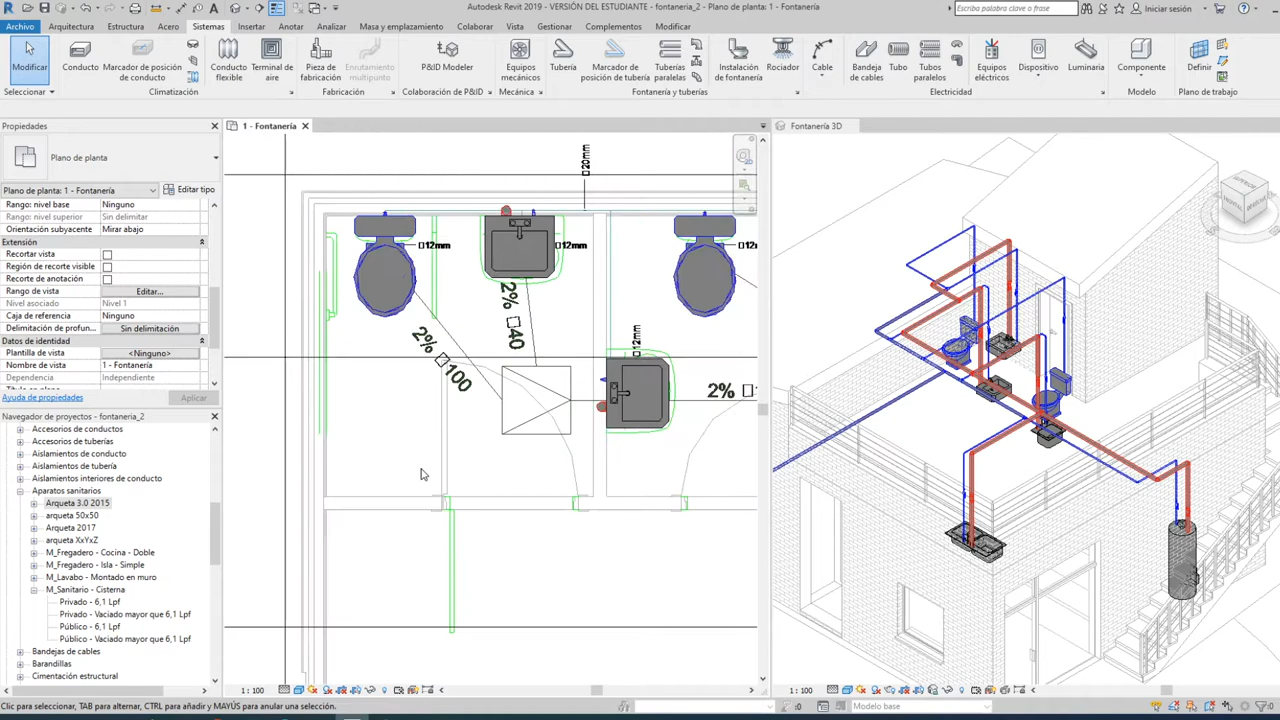 Autodesk Revit 2019 - VERSIÓN DEL ESTUDIANTE - fontaneria_2 - Plano de planta: 1 - Fontanería
Escriba palabra clave o frase
Iniciar sesión
Archivo Arquitectura Estructura Acero Sistemas Insertar Anotar Analizar Masa y emplazamiento Colaborar Vista Gestionar Complementos Modificar
Modificar
Conducto
Marcador de posición de conducto
Conducto flexible
Terminal de aire
Pieza de fabricación
Enrutamiento multipunto
P&ID Modeler
Equipos mecánicos
Tubería
Marcador de posición de tubería
Tuberías paralelas
Instalación de fontanería
Rociador
Cable
Bandeja de cables
Tubo
Tubos paralelos
Equipos eléctricos
Dispositivo
Luminaria
Componente
Definir
Seleccionar
Climatización
Fabricación
Colaboración de P&ID
Mecánica
Fontanería y tuberías
Electricidad
Modelo
Plano de trabajo
Propiedades
1 - Fontanería
Fontanería 3D
Plano de planta
Plano de planta: 1 - Fontanería
Editar tipo
Rango: nivel base Ninguno
Rango: nivel superior Sin delimitar
Orientación subyacente Mirar abajo
Extensión
Recortar vista
Región de recorte visible
Recorte de anotación
Rango de vista Editar...
Nivel asociado Nivel 1
Caja de referencia Ninguno
Delimitación de profun... Sin delimitación
Datos de identidad
Plantilla de vista <Ninguno>
Nombre de vista 1 - Fontanería
Dependencia Independiente
Ayuda de propiedades
Aplicar
Navegador de proyectos - fontaneria_2
Accesorios de conductos
Accesorios de tuberías
Aislamientos de conducto
Aislamientos de tubería
Aislamientos interiores de conducto
Aparatos sanitarios
Arqueta 3.0 2015
arqueta 50x50
Arqueta 2017
arqueta XxYxZ
M_Fregadero - Cocina - Doble
M_Fregadero - Isla - Simple
M_Lavabo - Montado en muro
M_Sanitario - Cisterna
Privado - 6,1 Lpf
Privado - Vaciado mayor que 6,1 Lpf
Público - 6,1 Lpf
Público - Vaciado mayor que 6,1 Lpf
Bandejas de cables
Barandillas
Cimentación estructural
□20mm
□12mm
□12mm
□12mm
2% □40
□12mm
2% □100
2% □
1 : 100
1 : 100
Clic para seleccionar, TAB para alternar, CTRL para añadir y MAYÚS para anular una selección.
:0
Modelo base
:0